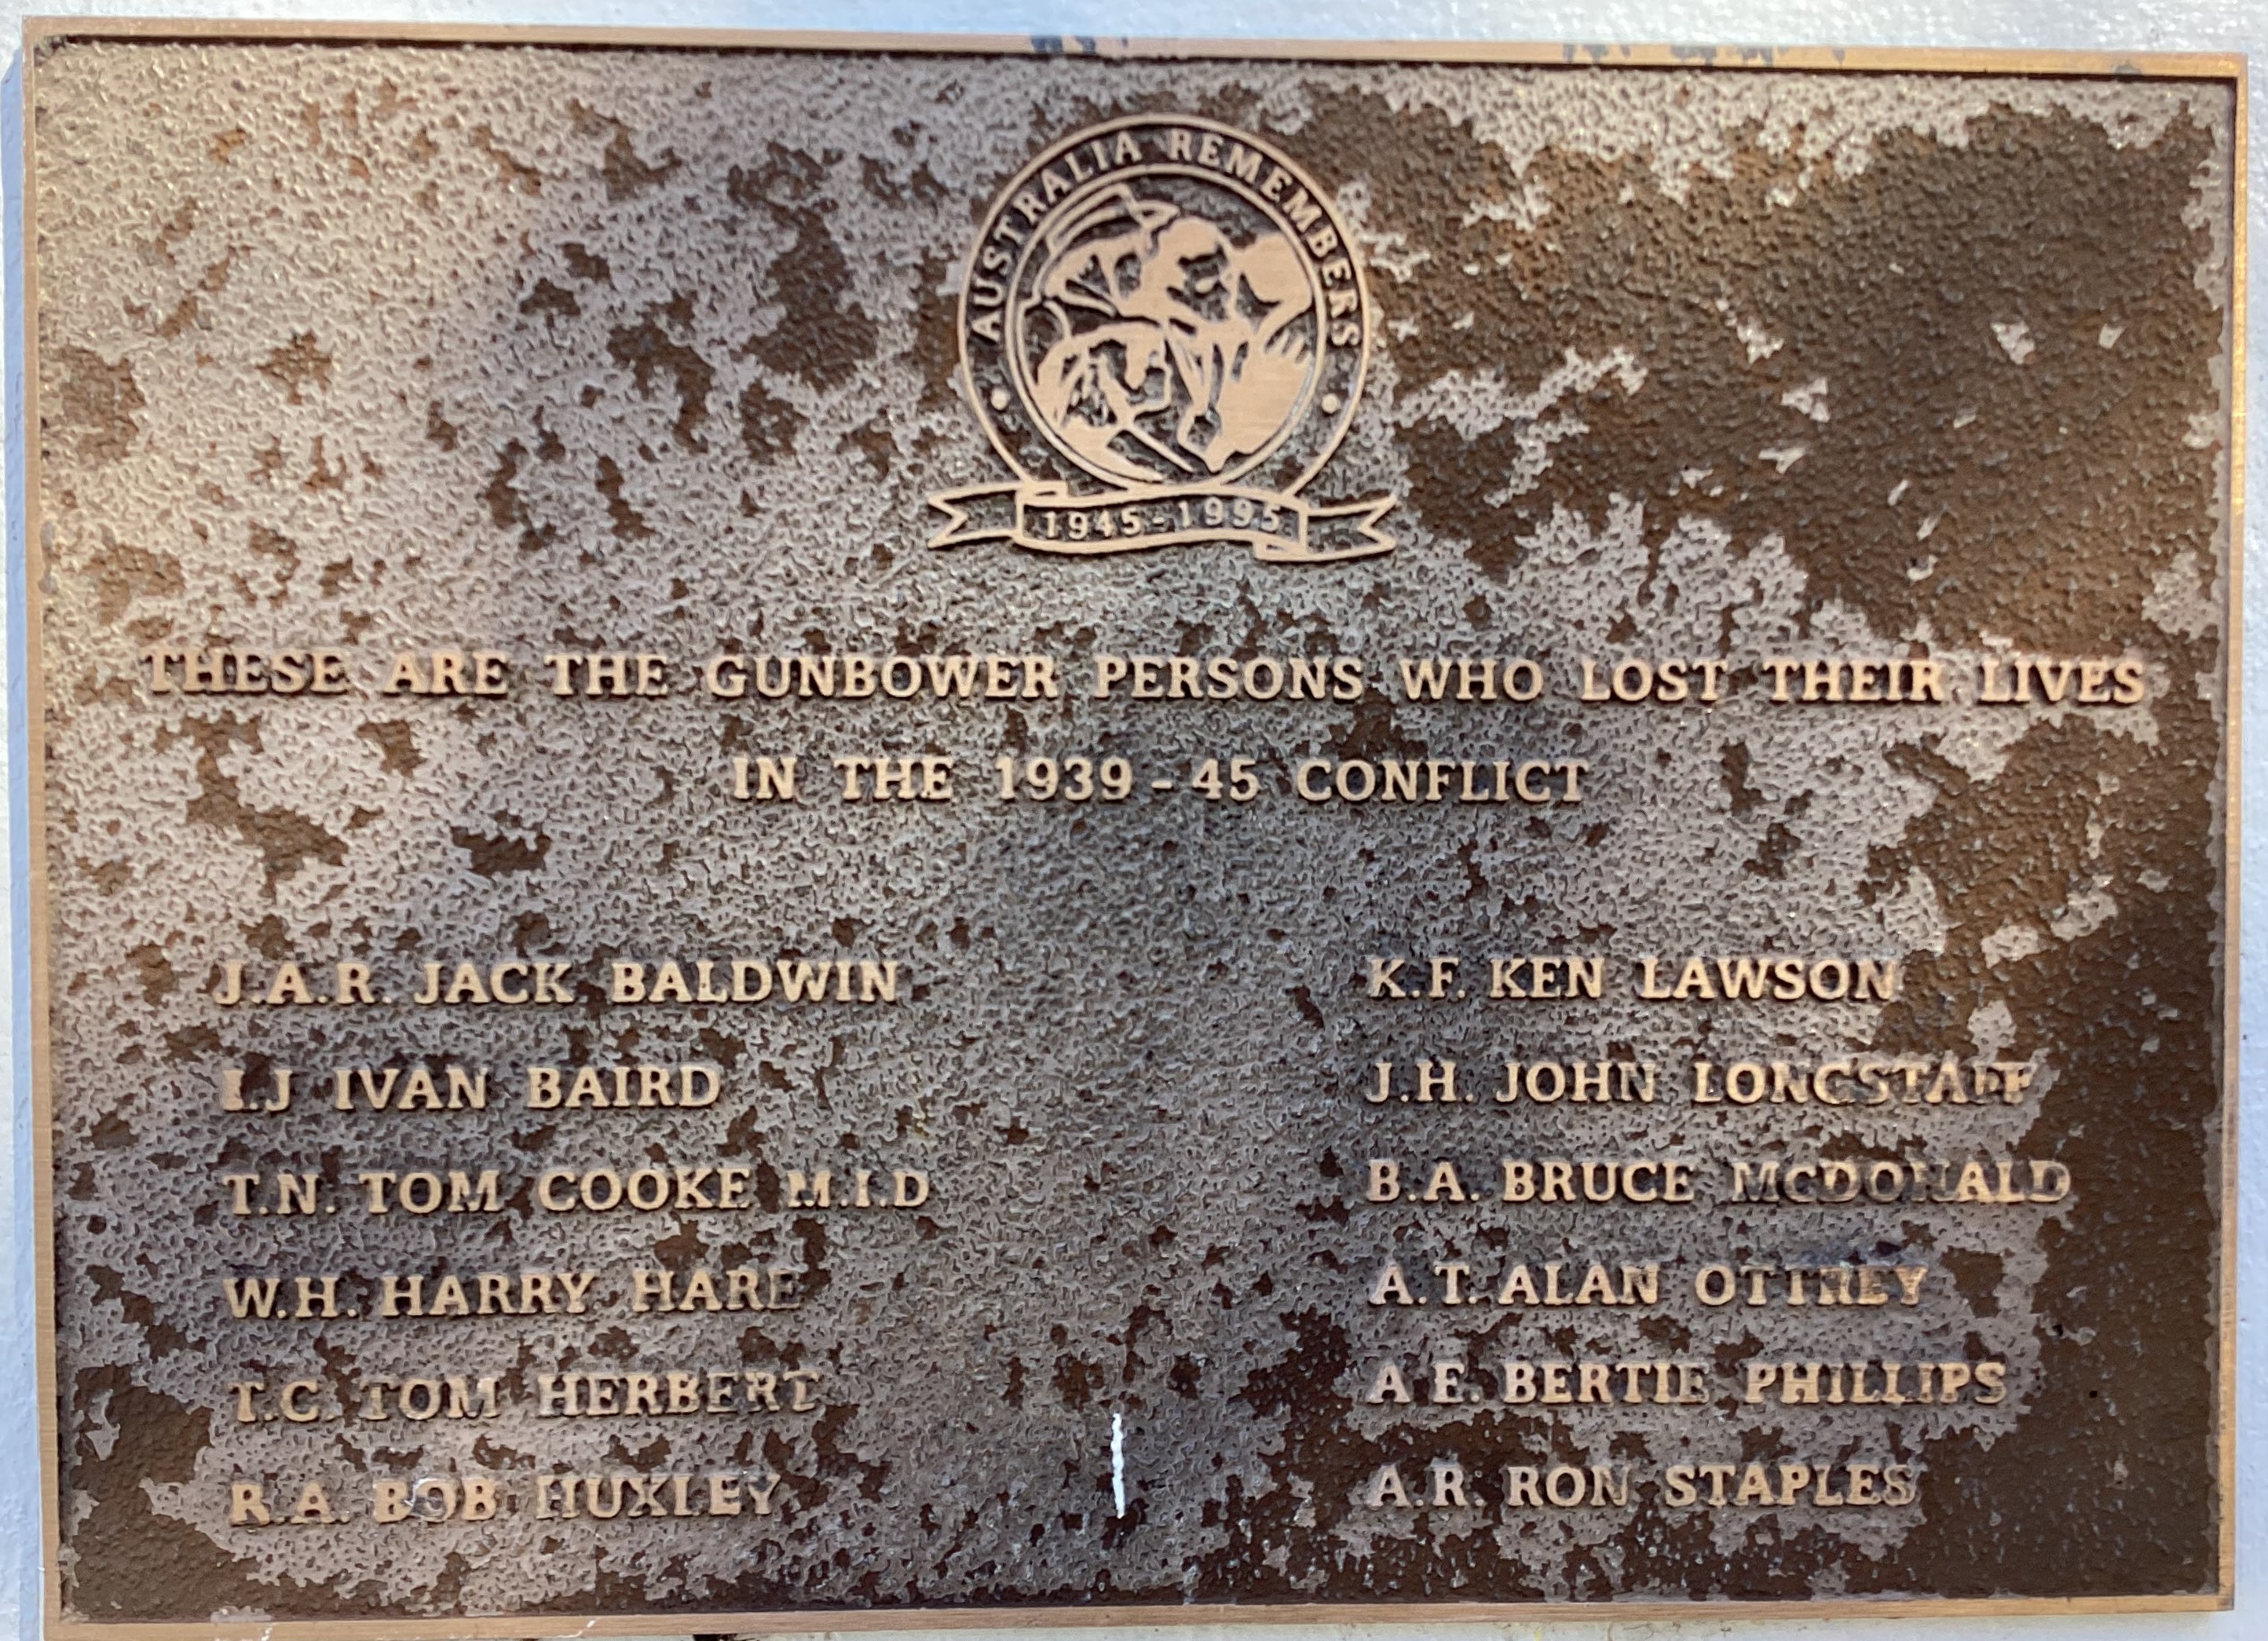 AUSTRALIA REMEMBERS
1945-1995
THESE ARE THE GUNBOWER PERSONS WHO LOST THEIR LIVES
IN THE 1939-45 CONFLICT
J.A.R. JACK BALDWIN
I.J IVAN BAIRD
T.N. TOM COOKE M.I.D
W.H. HARRY HARE
T.C. TOM HERBERT
R.A. BOB HUXLEY
K.F. KEN LAWSON
J.H. JOHN LONGSTAFF
B.A. BRUCE MCDONALD
A.T. ALAN OTTREY
A.E. BERTIE PHILLIPS
A.R. RON STAPLES